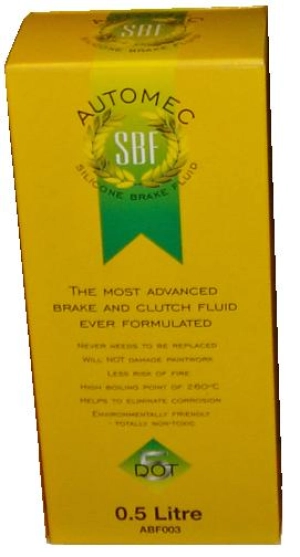 SBF
AUTOMEC
SBF
SILICONE BRAKE FLUID
THE MOST ADVANCED
BRAKE AND CLUTCH FLUID
EVER FORMULATED
NEVER NEEDS TO BE REPLACED
WILL NOT DAMAGE PAINTWORK
LESS RISK OF FIRE
HIGH BOILING POINT OF 260°C
HELPS TO ELIMINATE CORROSION
ENVIRONMENTALLY FRIENDLY
- TOTALLY NON-TOXIC
5
DOT
0.5 Litre
ABF003